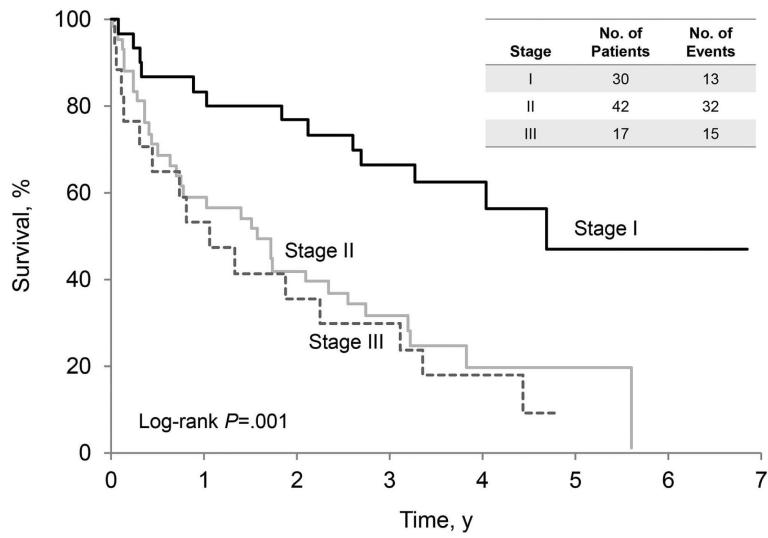 100
80
60
40
20
0
Survival, %
No. of No. of
Stage Patients Events
I 30 13
II 42 32
III 17 15
Stage I
Stage II
Stage III
Log-rank P=.001
0 1 2 3 4 5 6 7
Time, y